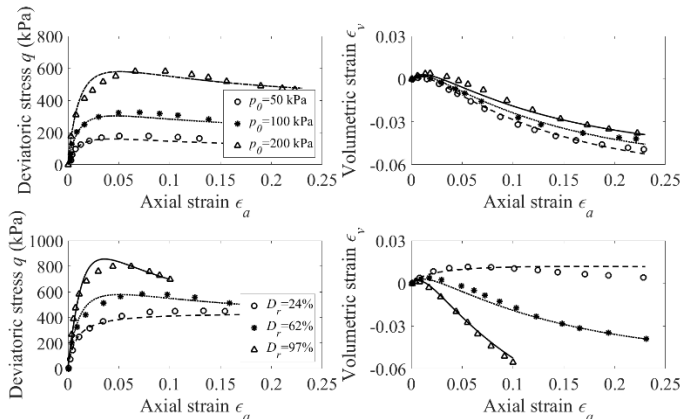 Deviatoric stress q (kPa)
800
600
400
200
0
0 0.05 0.1 0.15 0.2 0.25
Axial strain ϵa
p0=50 kPa
p0=100 kPa
p0=200 kPa
Volumetric strain ϵv
0.03
0
-0.03
-0.06
0 0.05 0.1 0.15 0.2 0.25
Axial strain ϵa
Deviatoric stress q (kPa)
1000
800
600
400
200
0
0 0.05 0.1 0.15 0.2 0.25
Axial strain ϵa
Dr=24%
Dr=62%
Dr=97%
Volumetric strain ϵv
0.03
0
-0.03
-0.06
0 0.05 0.1 0.15 0.2 0.25
Axial strain ϵa